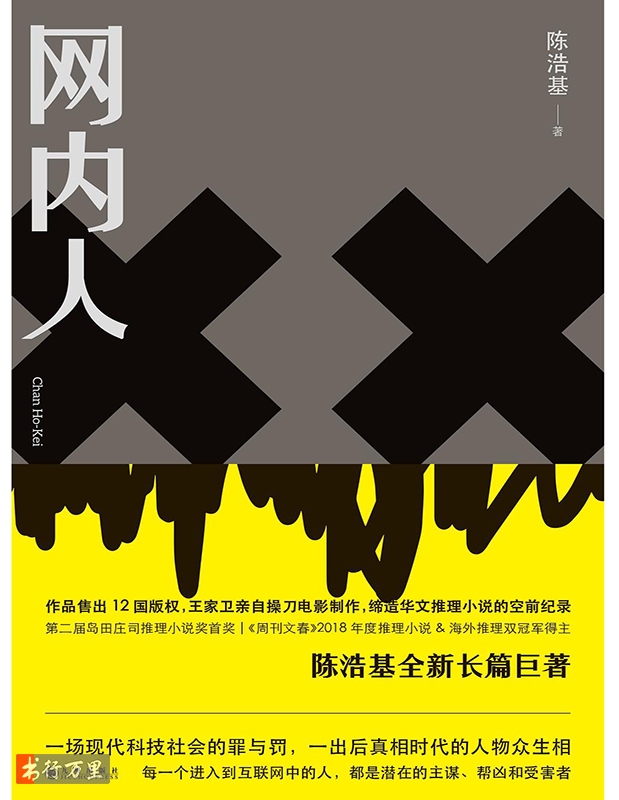 网内人
陈浩基
著
Chan Ho-Kei
作品售出 12 国版权,王家卫亲自操刀电影制作,缔造华文推理小说的空前纪录
第二届岛田庄司推理小说奖首奖 | 《周刊文春》2018 年度推理小说 & 海外推理双冠军得主
陈浩基全新长篇巨著
一场现代科技社会的罪与罚,一出后真相时代的人物众生相
每一个进入到互联网中的人,都是潜在的主谋、帮凶和受害者
书行万里